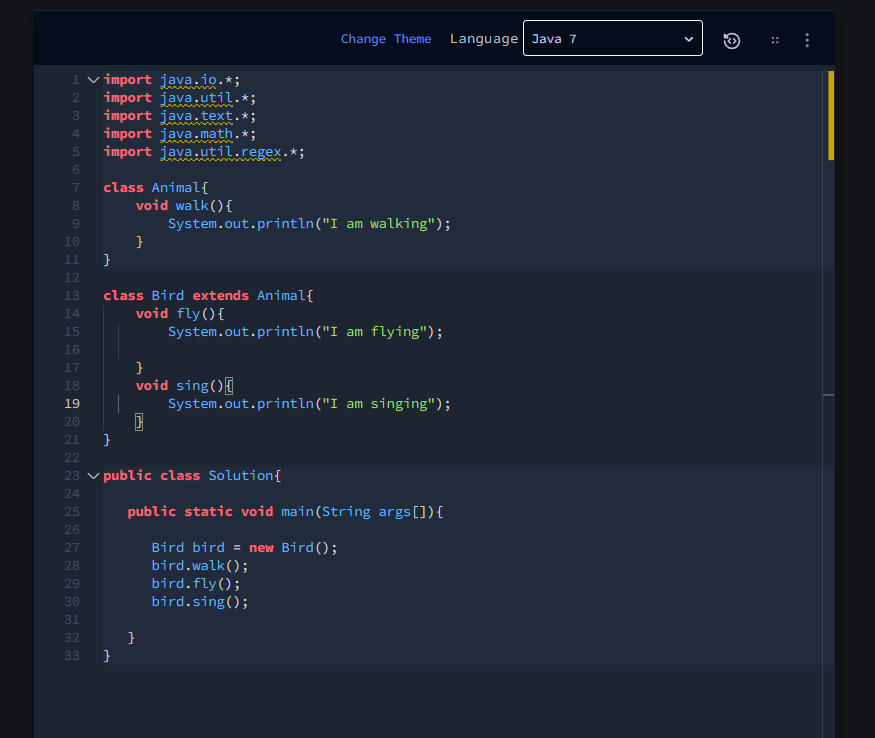 Change Theme Language Java 7
1 import java.io.*;
2 import java.util.*;
3 import java.text.*;
4 import java.math.*;
5 import java.util.regex.*;
6
7 class Animal{
8     void walk(){
9         System.out.println("I am walking");
10     }
11 }
12
13 class Bird extends Animal{
14     void fly(){
15         System.out.println("I am flying");
16
17     }
18     void sing(){
19         System.out.println("I am singing");
20     }
21 }
22
23 public class Solution{
24
25    public static void main(String args[]){
26
27       Bird bird = new Bird();
28       bird.walk();
29       bird.fly();
30       bird.sing();
31
32    }
33 }